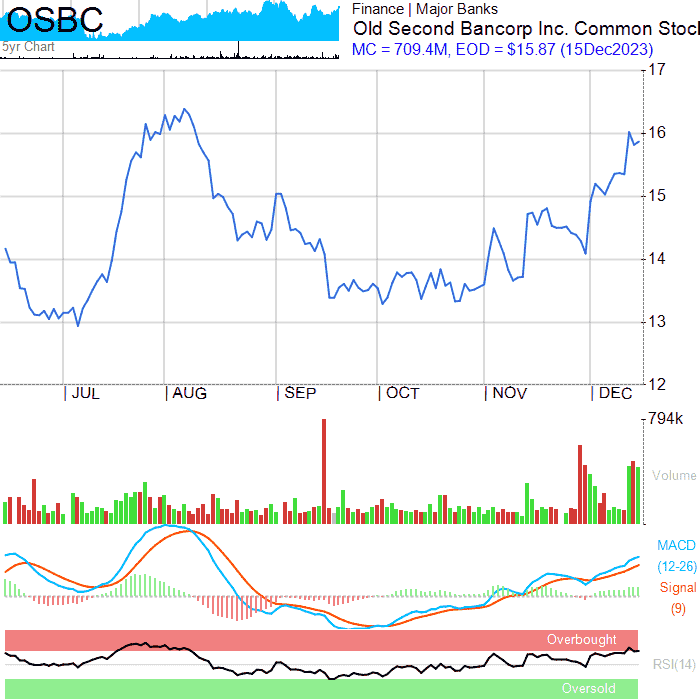 OSBC
5yr Chart
Finance | Major Banks
Old Second Bancorp Inc. Common Stock
MC = 709.4M, EOD = $15.87 (15Dec2023)
17
16
15
14
13
12
JUL AUG SEP OCT NOV DEC
794k
Volume
MACD
(12-26)
Signal
(9)
Overbought
RSI(14)
Oversold